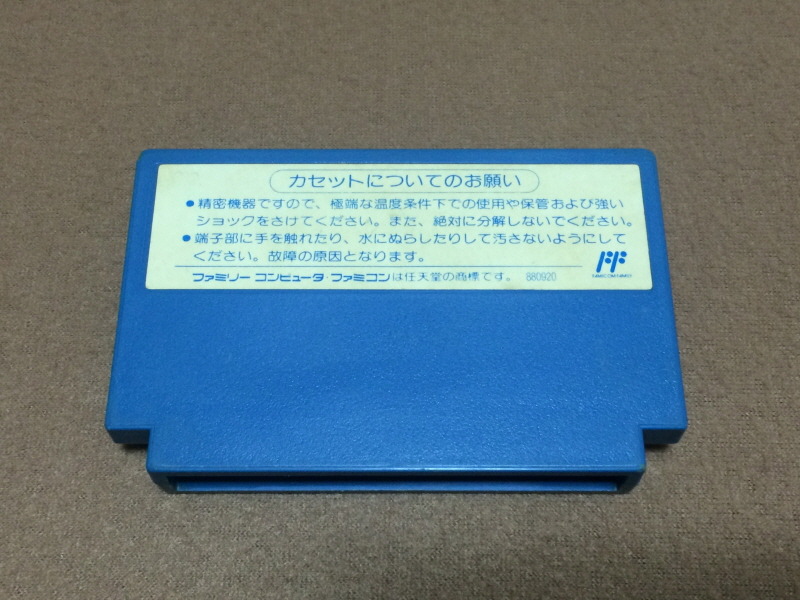 カセットについてのお願い
●精密機器ですので、極端な温度条件下での使用や保管および強い
ショックをさけてください。また、絶対に分解しないでください。
●端子部に手を触れたり、水にぬらしたりして汚さないようにして
ください。故障の原因となります。
FF
FAMICOM FAMILY
ファミリー コンピュータ・ファミコンは任天堂の商標です。 880920